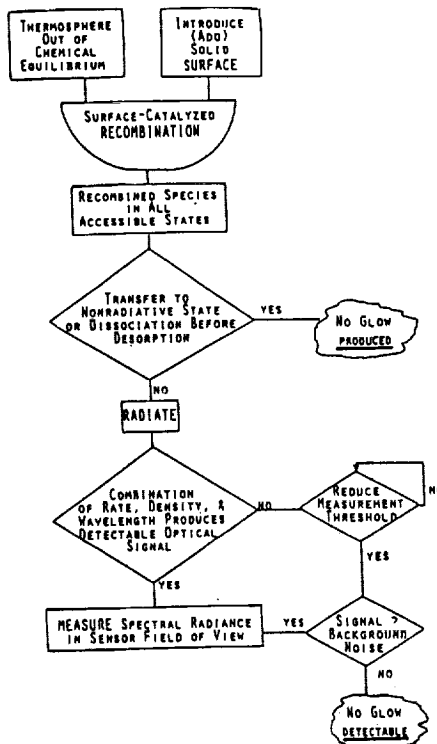 THERMOSPHERE
OUT OF
CHEMICAL
EQUILIBRIUM
INTRODUCE
(ADD)
SOLID
SURFACE
SURFACE-CATALYZED
RECOMBINATION
RECOMBINED SPECIES
IN ALL
ACCESSIBLE STATES
TRANSFER TO
NONRADIATIVE STATE
OR DISSOCIATION BEFORE
DESORPTION
YES
NO GLOW
PRODUCED
NO
RADIATE
COMBINATION
OF RATE, DENSITY, &
WAVELENGTH PRODUCES
DETECTABLE OPTICAL
SIGNAL
NO
REDUCE
MEASUREMENT
THRESHOLD
YES
YES
MEASURE SPECTRAL RADIANCE
IN SENSOR FIELD OF VIEW
YES
SIGNAL >
BACKGROUND
NOISE
NO
NO GLOW
DETECTABLE